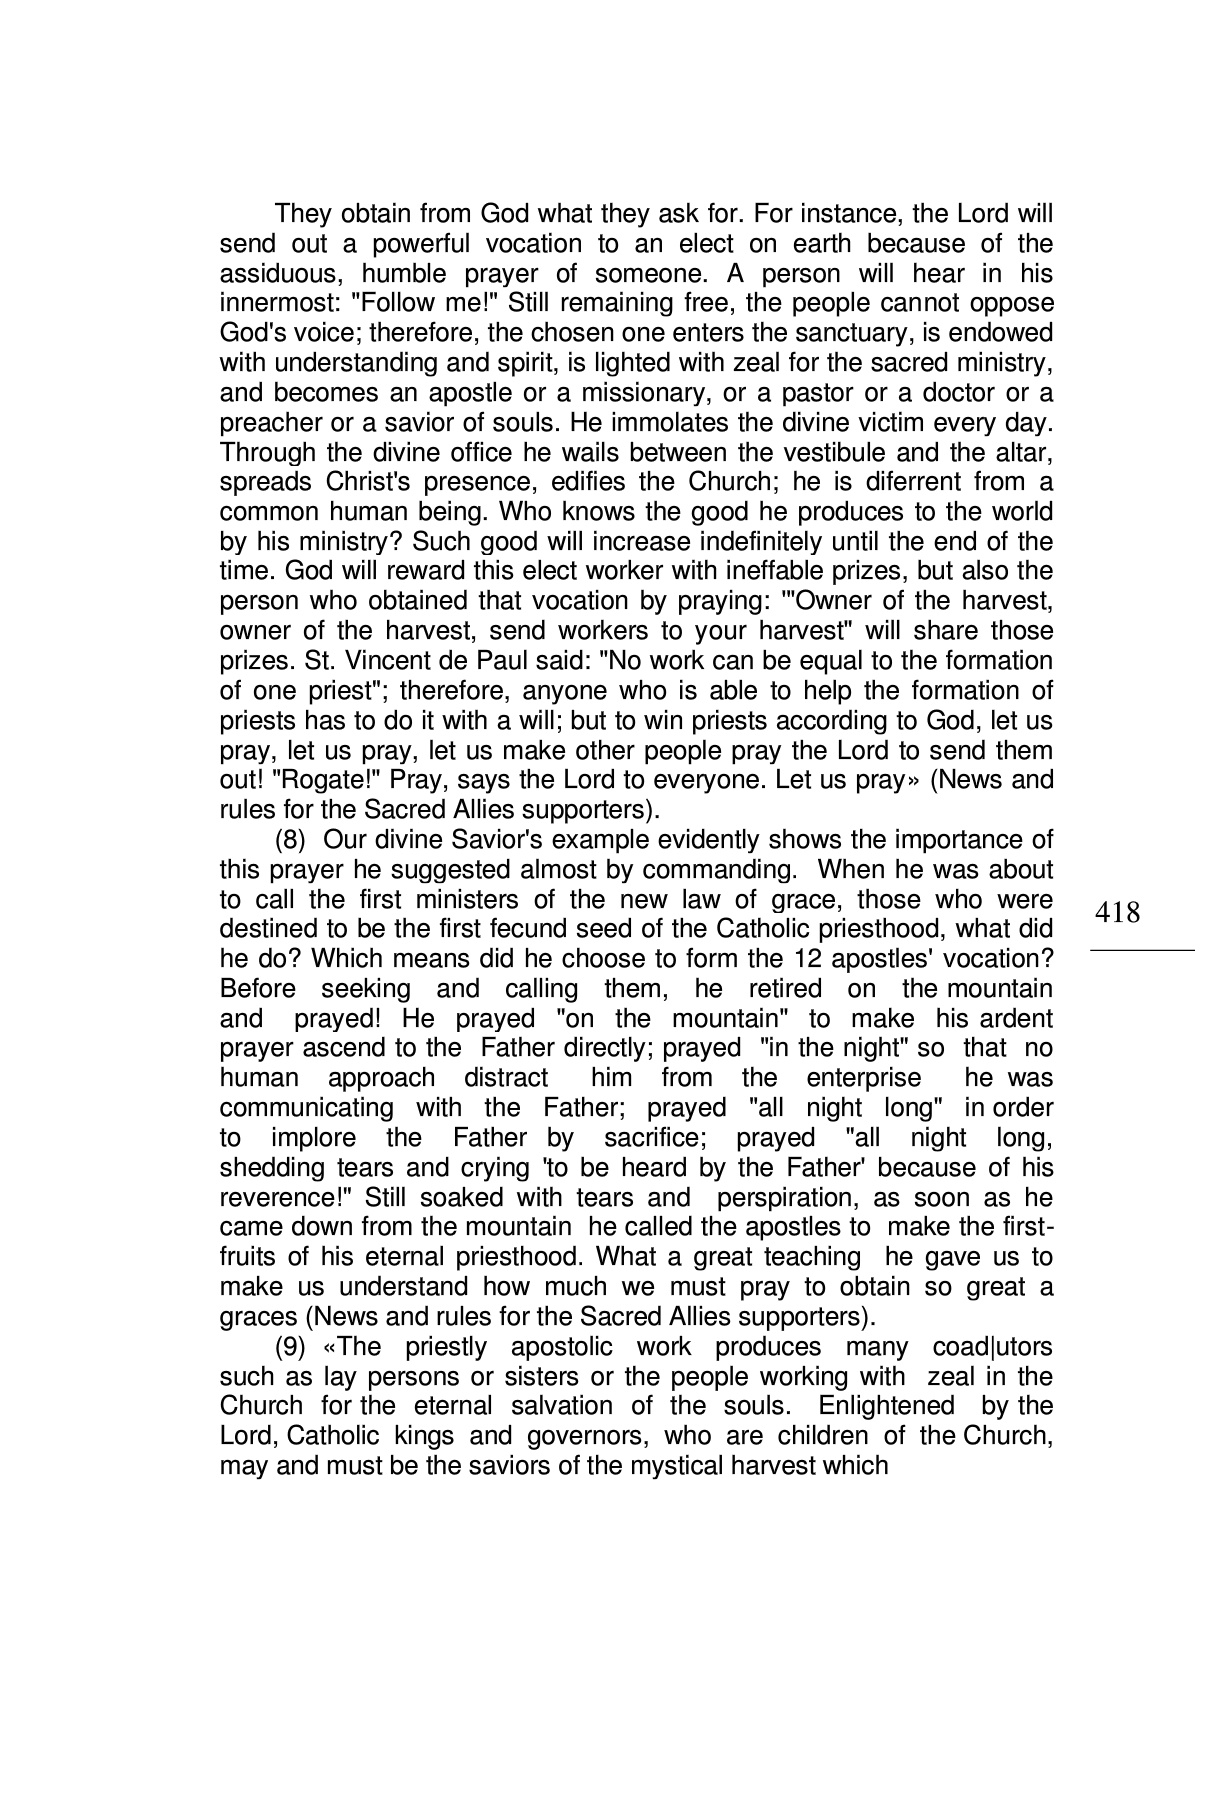 They obtain from God what they ask for. For instance, the Lord will
send out a powerful vocation to an elect on earth because of the
assiduous, humble prayer of someone. A person will hear in his
innermost: "Follow me!" Still remaining free, the people cannot oppose
God's voice; therefore, the chosen one enters the sanctuary, is endowed
with understanding and spirit, is lighted with zeal for the sacred ministry,
and becomes an apostle or a missionary, or a pastor or a doctor or a
preacher or a savior of souls. He immolates the divine victim every day.
Through the divine office he wails between the vestibule and the altar,
spreads Christ's presence, edifies the Church; he is diferrent from a
common human being. Who knows the good he produces to the world
by his ministry? Such good will increase indefinitely until the end of the
time. God will reward this elect worker with ineffable prizes, but also the
person who obtained that vocation by praying: '"Owner of the harvest,
owner of the harvest, send workers to your harvest" will share those
prizes. St. Vincent de Paul said: "No work can be equal to the formation
of one priest"; therefore, anyone who is able to help the formation of
priests has to do it with a will; but to win priests according to God, let us
pray, let us pray, let us make other people pray the Lord to send them
out! "Rogate!" Pray, says the Lord to everyone. Let us pray» (News and
rules for the Sacred Allies supporters).
(8) Our divine Savior's example evidently shows the importance of
this prayer he suggested almost by commanding. When he was about
to call the first ministers of the new law of grace, those who were
destined to be the first fecund seed of the Catholic priesthood, what did
he do? Which means did he choose to form the 12 apostles' vocation?
Before seeking and calling them, he retired on the mountain
and prayed! He prayed "on the mountain" to make his ardent
prayer ascend to the Father directly; prayed "in the night" so that no
human approach distract him from the enterprise he was
communicating with the Father; prayed "all night long" in order
to implore the Father by sacrifice; prayed "all night long,
shedding tears and crying 'to be heard by the Father' because of his
reverence!" Still soaked with tears and perspiration, as soon as he
came down from the mountain he called the apostles to make the first-
fruits of his eternal priesthood. What a great teaching he gave us to
make us understand how much we must pray to obtain so great a
graces (News and rules for the Sacred Allies supporters).
(9) «The priestly apostolic work produces many coad|utors
such as lay persons or sisters or the people working with zeal in the
Church for the eternal salvation of the souls. Enlightened by the
Lord, Catholic kings and governors, who are children of the Church,
may and must be the saviors of the mystical harvest which
418